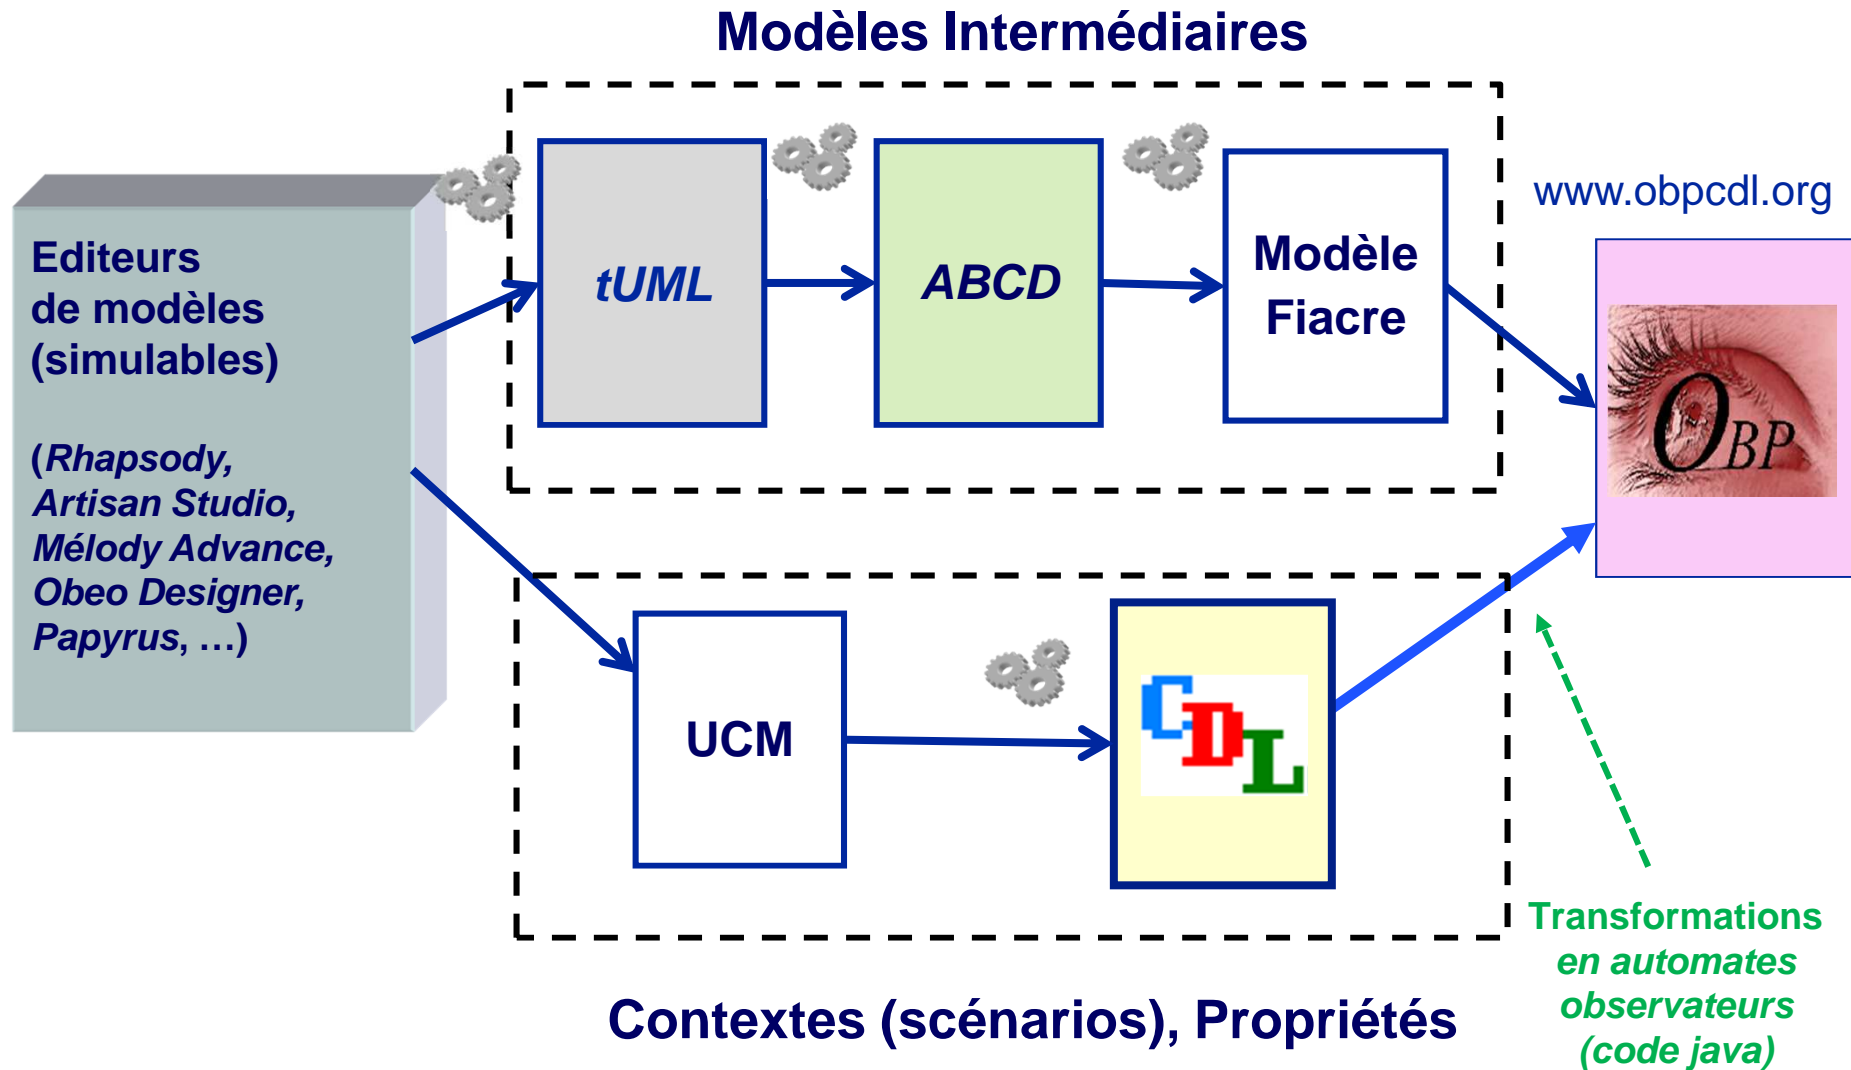 Modèles Intermédiaires
Editeurs
de modèles
(simulables)
(Rhapsody,
Artisan Studio,
Mélody Advance,
Obeo Designer,
Papyrus, …)
tUML
ABCD
Modèle
Fiacre
www.obpcdl.org
OBP
UCM
CDL
Transformations
en automates
observateurs
(code java)
Contextes (scénarios), Propriétés